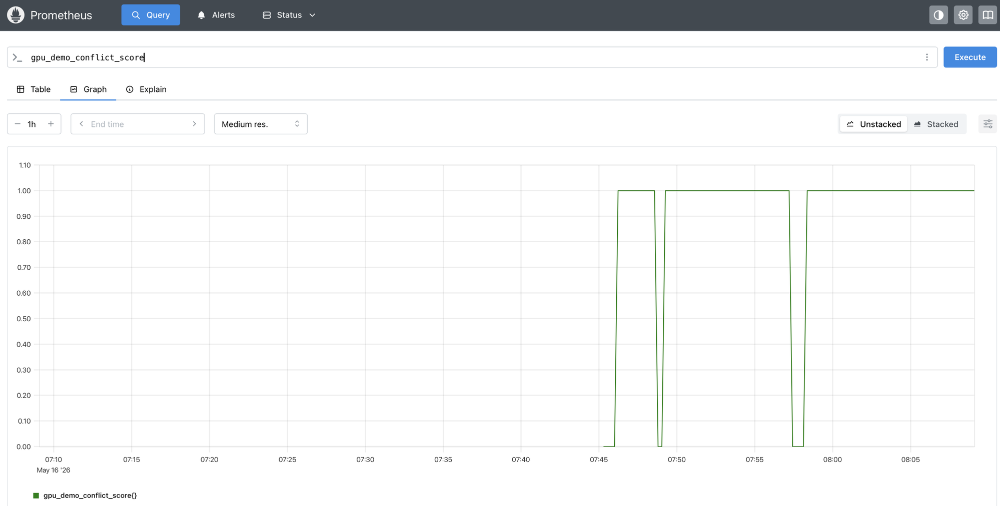 Prometheus Query Alerts Status
gpu_demo_conflict_score Execute
Table Graph Explain
1h End time Medium res. Unstacked Stacked
1.10
1.00
0.90
0.80
0.70
0.60
0.50
0.40
0.30
0.20
0.10
0.00
07:10 07:15 07:20 07:25 07:30 07:35 07:40 07:45 07:50 07:55 08:00 08:05
May 16 '26
gpu_demo_conflict_score{}